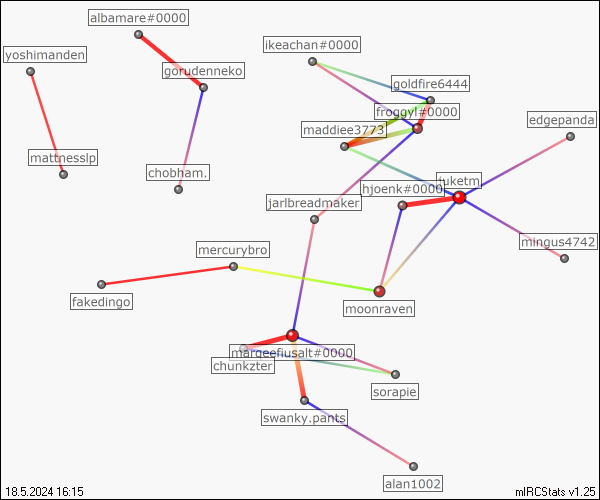 albamare#0000
ikeachan#0000
yoshimanden
gorudenneko
goldfire6444
froggyl#0000
edgepanda
maddiee3773
mattnesslp
chobham.
tuketm
hjoenk#0000
jarlbreadmaker
mingus4742
mercurybro
fakedingo
moonraven
margeefiusalt#0000
chunkzter
sorapie
swanky.pants
alan1002
18.5.2024 16:15
mIRCStats v1.25